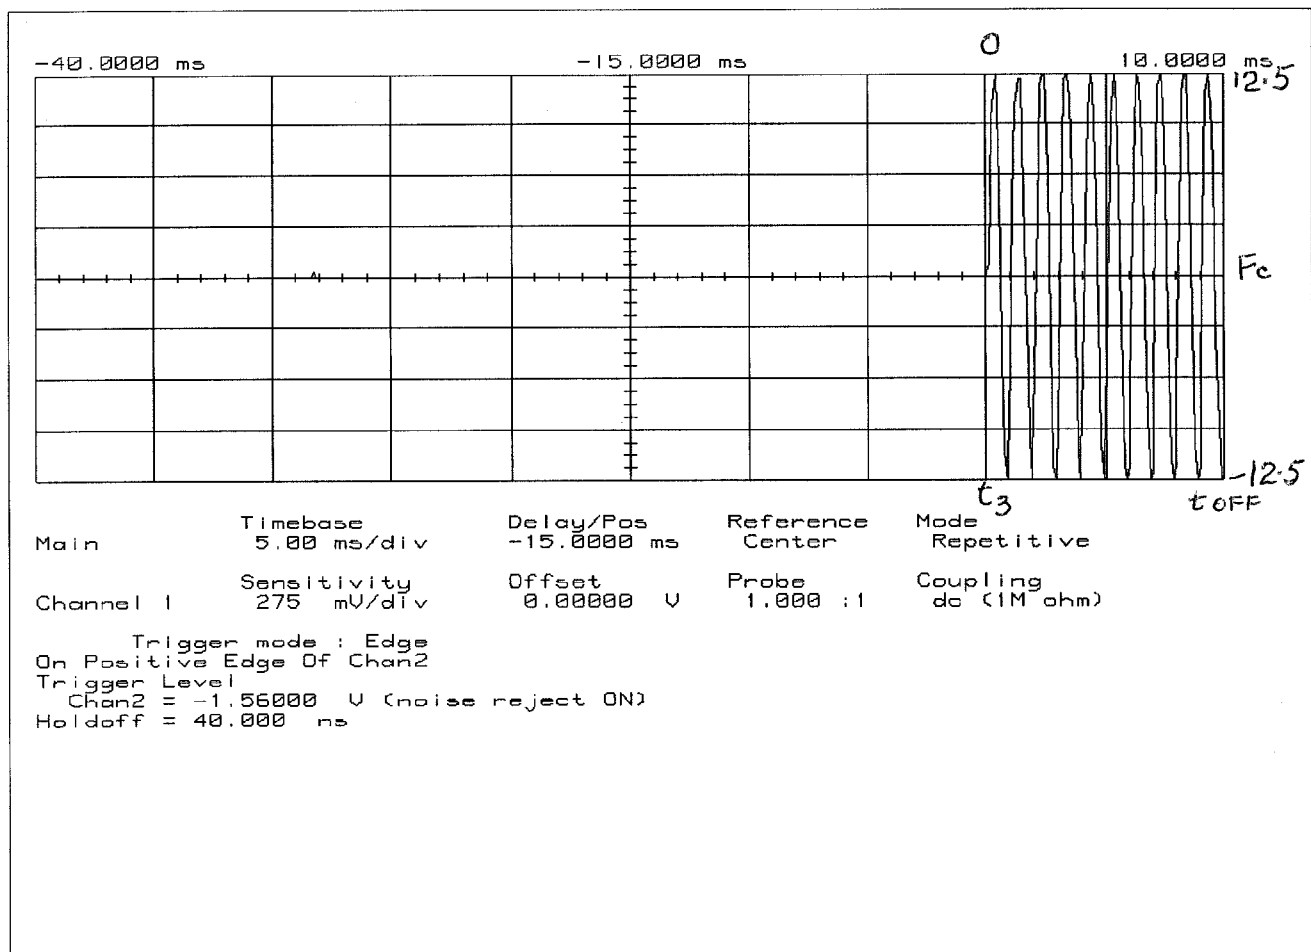 0
-40.0000 ms -15.0000 ms 10.0000 ms
12.5
Fc
-12.5
t3 tOFF
Timebase Delay/Pos Reference Mode
Main 5.00 ms/div -15.0000 ms Center Repetitive
Sensitivity Offset Probe Coupling
Channel 1 275 mV/div 0.00000 V 1.000 :1 dc (1M ohm)
Trigger mode : Edge
On Positive Edge Of Chan2
Trigger Level
Chan2 = -1.56000 V (noise reject ON)
Holdoff = 40.000 ns